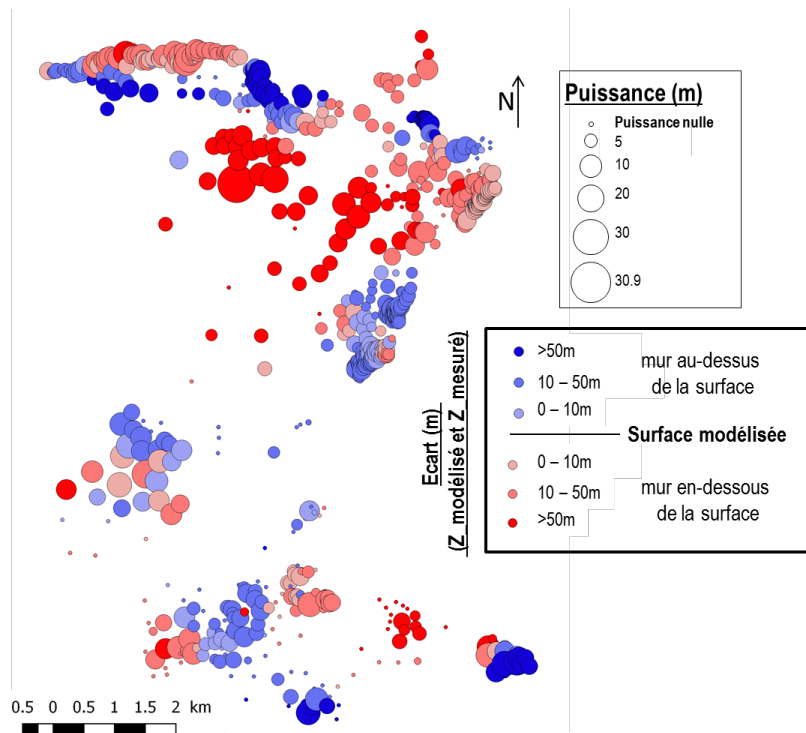 N
Puissance (m)
Puissance nulle
5
10
20
30
30.9
Ecart (m)
(Z_modélisé et Z_mesuré)
>50m
10 – 50m
0 – 10m
mur au-dessus
de la surface
Surface modélisée
0 – 10m
10 – 50m
>50m
mur en-dessous
de la surface
0.5 0 0.5 1 1.5 2 km